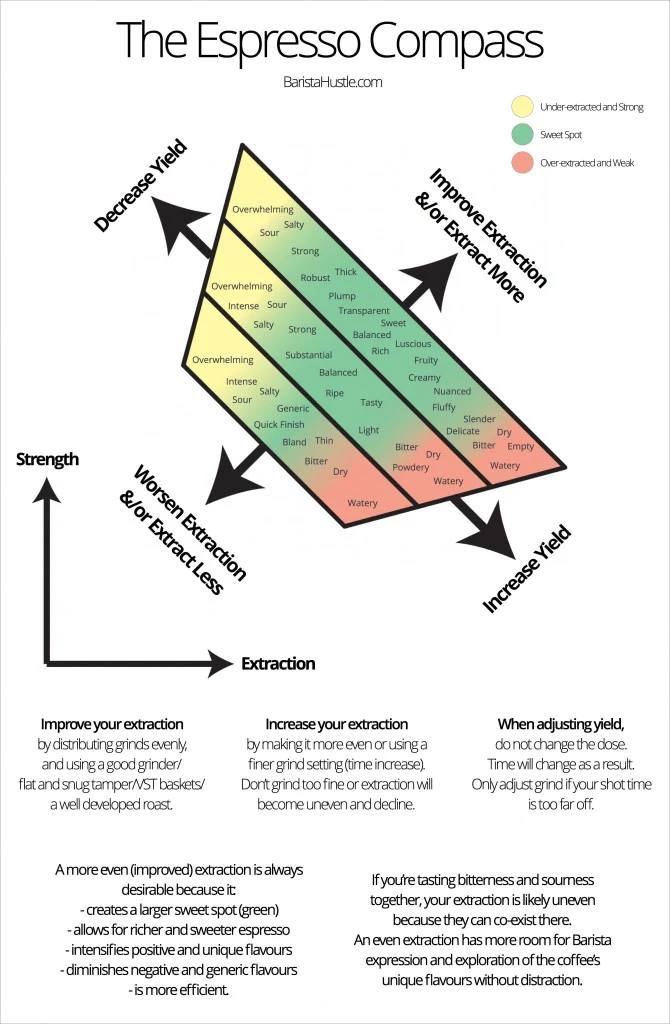 The Espresso Compass
BaristaHustle.com
Under-extracted and Strong
Sweet Spot
Over-extracted and Weak
Decrease Yield
Improve Extraction
&/or Extract More
Overwhelming
Sour
Salty
Strong
Robust
Thick
Plump
Transparent
Sweet
Balanced
Luscious
Rich
Fruity
Creamy
Nuanced
Fluffy
Slender
Delicate
Dry
Bitter
Empty
Watery
Overwhelming
Intense
Sour
Salty
Strong
Substantial
Balanced
Ripe
Tasty
Light
Bitter
Dry
Powdery
Watery
Overwhelming
Intense
Salty
Sour
Generic
Quick Finish
Bland
Thin
Bitter
Dry
Watery
Strength
Worsen Extraction
&/or Extract Less
Increase Yield
Extraction
Improve your extraction
by distributing grinds evenly,
and using a good grinder/
flat and snug tamper/VST baskets/
a well developed roast.
Increase your extraction
by making it more even or using a
finer grind setting (time increase).
Don't grind too fine or extraction will
become uneven and decline.
When adjusting yield,
do not change the dose.
Time will change as a result.
Only adjust grind if your shot time
is too far off.
A more even (improved) extraction is always
desirable because it:
- creates a larger sweet spot (green)
- allows for richer and sweeter espresso
- intensifies positive and unique flavours
- diminishes negative and generic flavours
- is more efficient.
If you're tasting bitterness and sourness
together, your extraction is likely uneven
because they can co-exist there.
An even extraction has more room for Barista
expression and exploration of the coffee's
unique flavours without distraction.